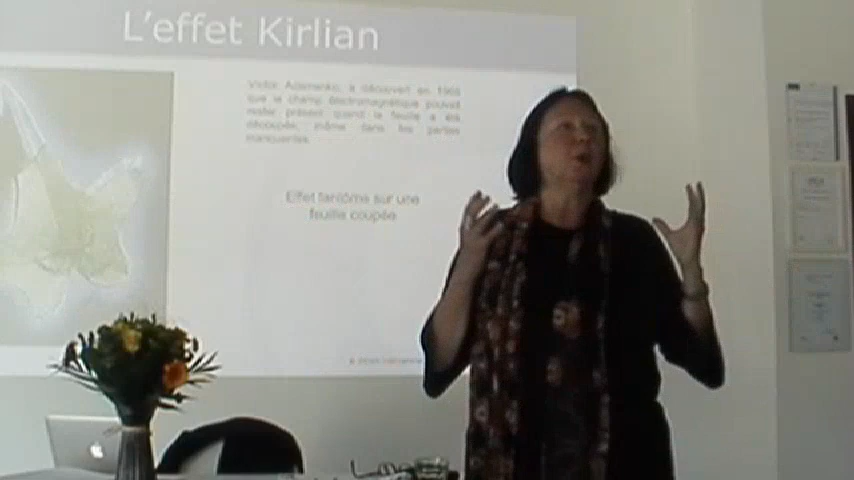 L'effet Kirlian
Victor Adamenko, a découvert en 1966
que le champ électromagnétique pouvait
rester présent quand la feuille a été
découpée, même dans les parties
manquantes.
Effet fantôme sur une
feuille coupée